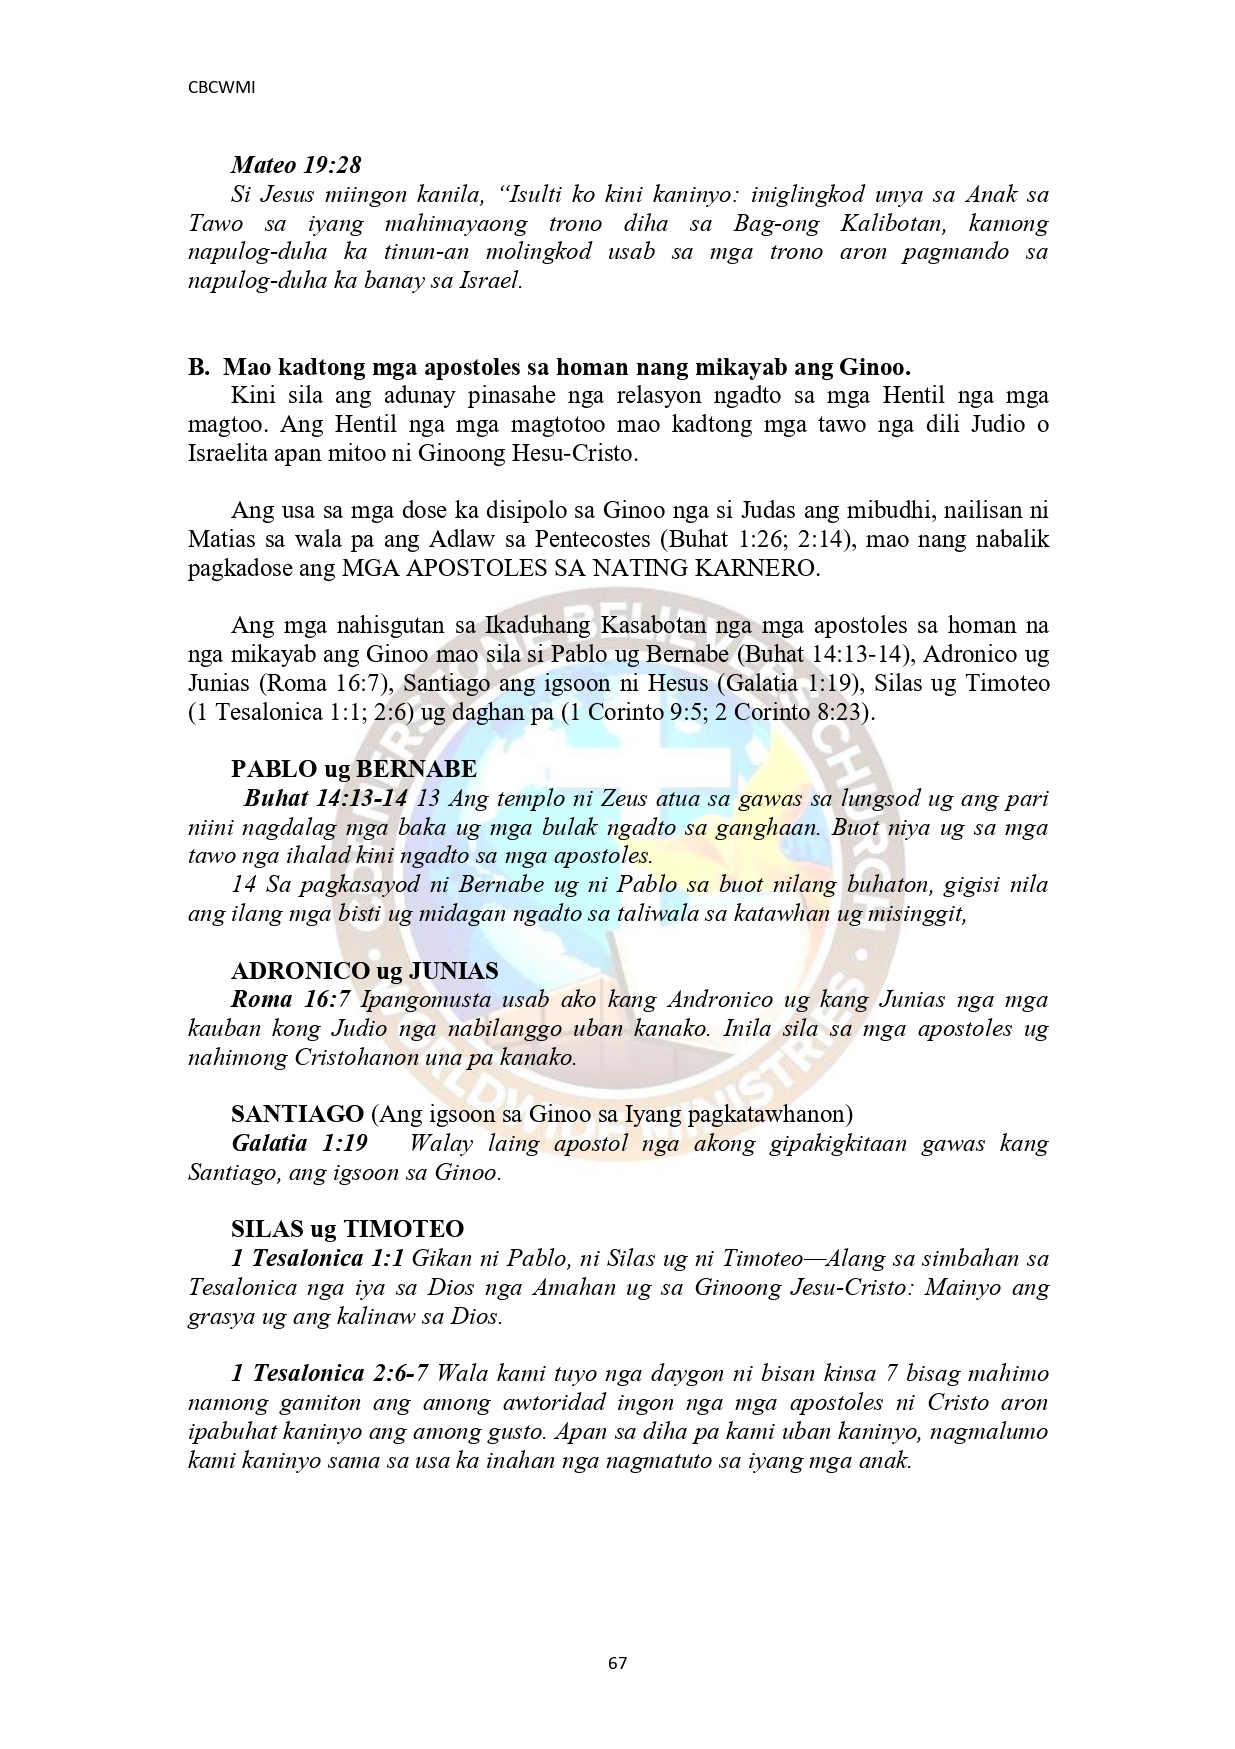 CBCWMI
Mateo 19:28
Si Jesus miingon kanila, “Isulti ko kini kaninyo: iniglingkod unya sa Anak sa
Tawo sa iyang mahimayaong trono diha sa Bag-ong Kalibotan, kamong
napulog-duha ka tinun-an molingkod usab sa mga trono aron pagmando sa
napulog-duha ka banay sa Israel.
B. Mao kadtong mga apostoles sa homan nang mikayab ang Ginoo.
Kini sila ang adunay pinasahe nga relasyon ngadto sa mga Hentil nga mga
magtoo. Ang Hentil nga mga magtotoo mao kadtong mga tawo nga dili Judio o
Israelita apan mitoo ni Ginoong Hesu-Cristo.
Ang usa sa mga dose ka disipolo sa Ginoo nga si Judas ang mibudhi, nailisan ni
Matias sa wala pa ang Adlaw sa Pentecostes (Buhat 1:26; 2:14), mao nang nabalik
pagkadose ang MGA APOSTOLES SA NATING KARNERO.
Ang mga nahisgutan sa Ikaduhang Kasabotan nga mga apostoles sa homan na
nga mikayab ang Ginoo mao sila si Pablo ug Bernabe (Buhat 14:13-14), Adronico ug
Junias (Roma 16:7), Santiago ang igsoon ni Hesus (Galatia 1:19), Silas ug Timoteo
(1 Tesalonica 1:1; 2:6) ug daghan pa (1 Corinto 9:5; 2 Corinto 8:23).
PABLO ug BERNABE
Buhat 14:13-14 13 Ang templo ni Zeus atua sa gawas sa lungsod ug ang pari
niini nagdalag mga baka ug mga bulak ngadto sa ganghaan. Buot niya ug sa mga
tawo nga ihalad kini ngadto sa mga apostoles.
14 Sa pagkasayod ni Bernabe ug ni Pablo sa buot nilang buhaton, gigisi nila
ang ilang mga bisti ug midagan ngadto sa taliwala sa katawhan ug misinggit,
ADRONICO ug JUNIAS
Roma 16:7 Ipangomusta usab ako kang Andronico ug kang Junias nga mga
kauban kong Judio nga nabilanggo uban kanako. Inila sila sa mga apostoles ug
nahimong Cristohanon una pa kanako.
SANTIAGO (Ang igsoon sa Ginoo sa Iyang pagkatawhanon)
Galatia 1:19 Walay laing apostol nga akong gipakigkitaan gawas kang
Santiago, ang igsoon sa Ginoo.
SILAS ug TIMOTEO
1 Tesalonica 1:1 Gikan ni Pablo, ni Silas ug ni Timoteo—Alang sa simbahan sa
Tesalonica nga iya sa Dios nga Amahan ug sa Ginoong Jesu-Cristo: Mainyo ang
grasya ug ang kalinaw sa Dios.
1 Tesalonica 2:6-7 Wala kami tuyo nga daygon ni bisan kinsa 7 bisag mahimo
namong gamiton ang among awtoridad ingon nga mga apostoles ni Cristo aron
ipabuhat kaninyo ang among gusto. Apan sa diha pa kami uban kaninyo, nagmalumo
kami kaninyo sama sa usa ka inahan nga nagmatuto sa iyang mga anak.
CORNERSTONE BELIEVERS CHURCH
WORLDWIDE MINISTRIES
67